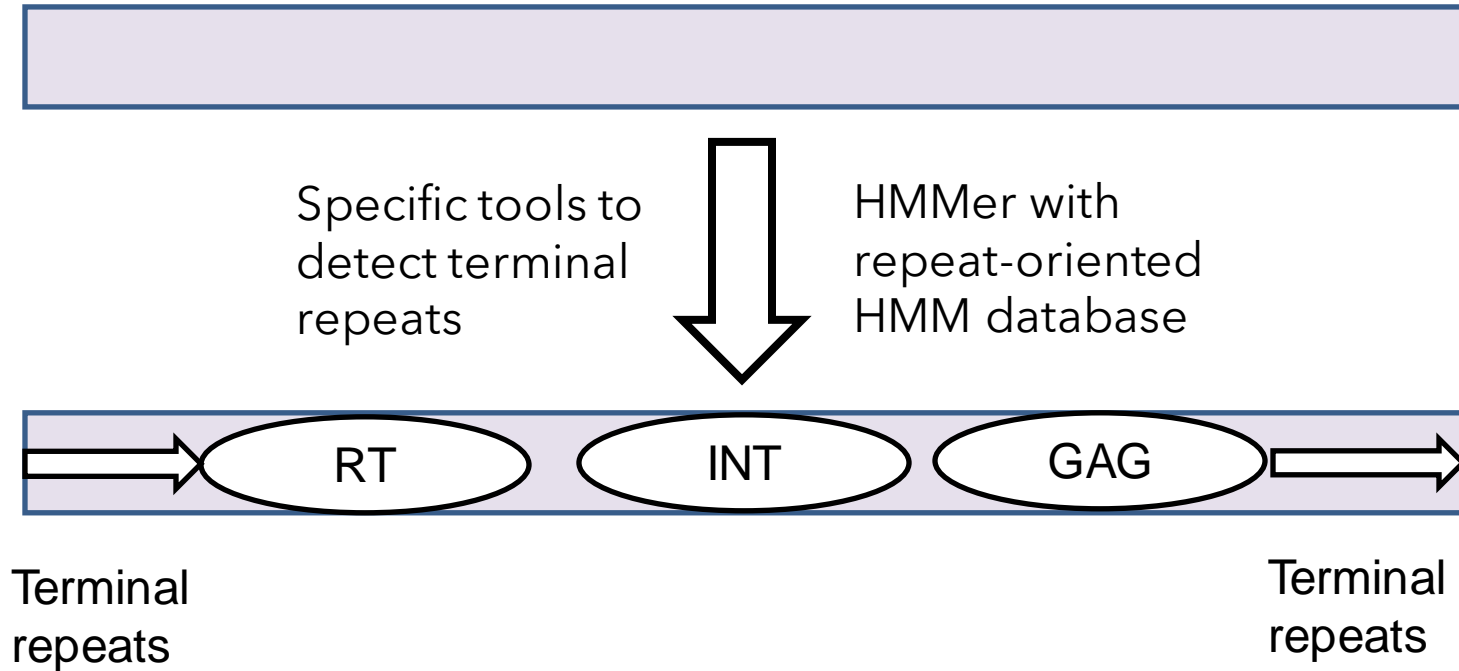 Specific tools to
detect terminal
repeats
HMMer with
repeat-oriented
HMM database
RT
INT
GAG
Terminal
repeats
Terminal
repeats